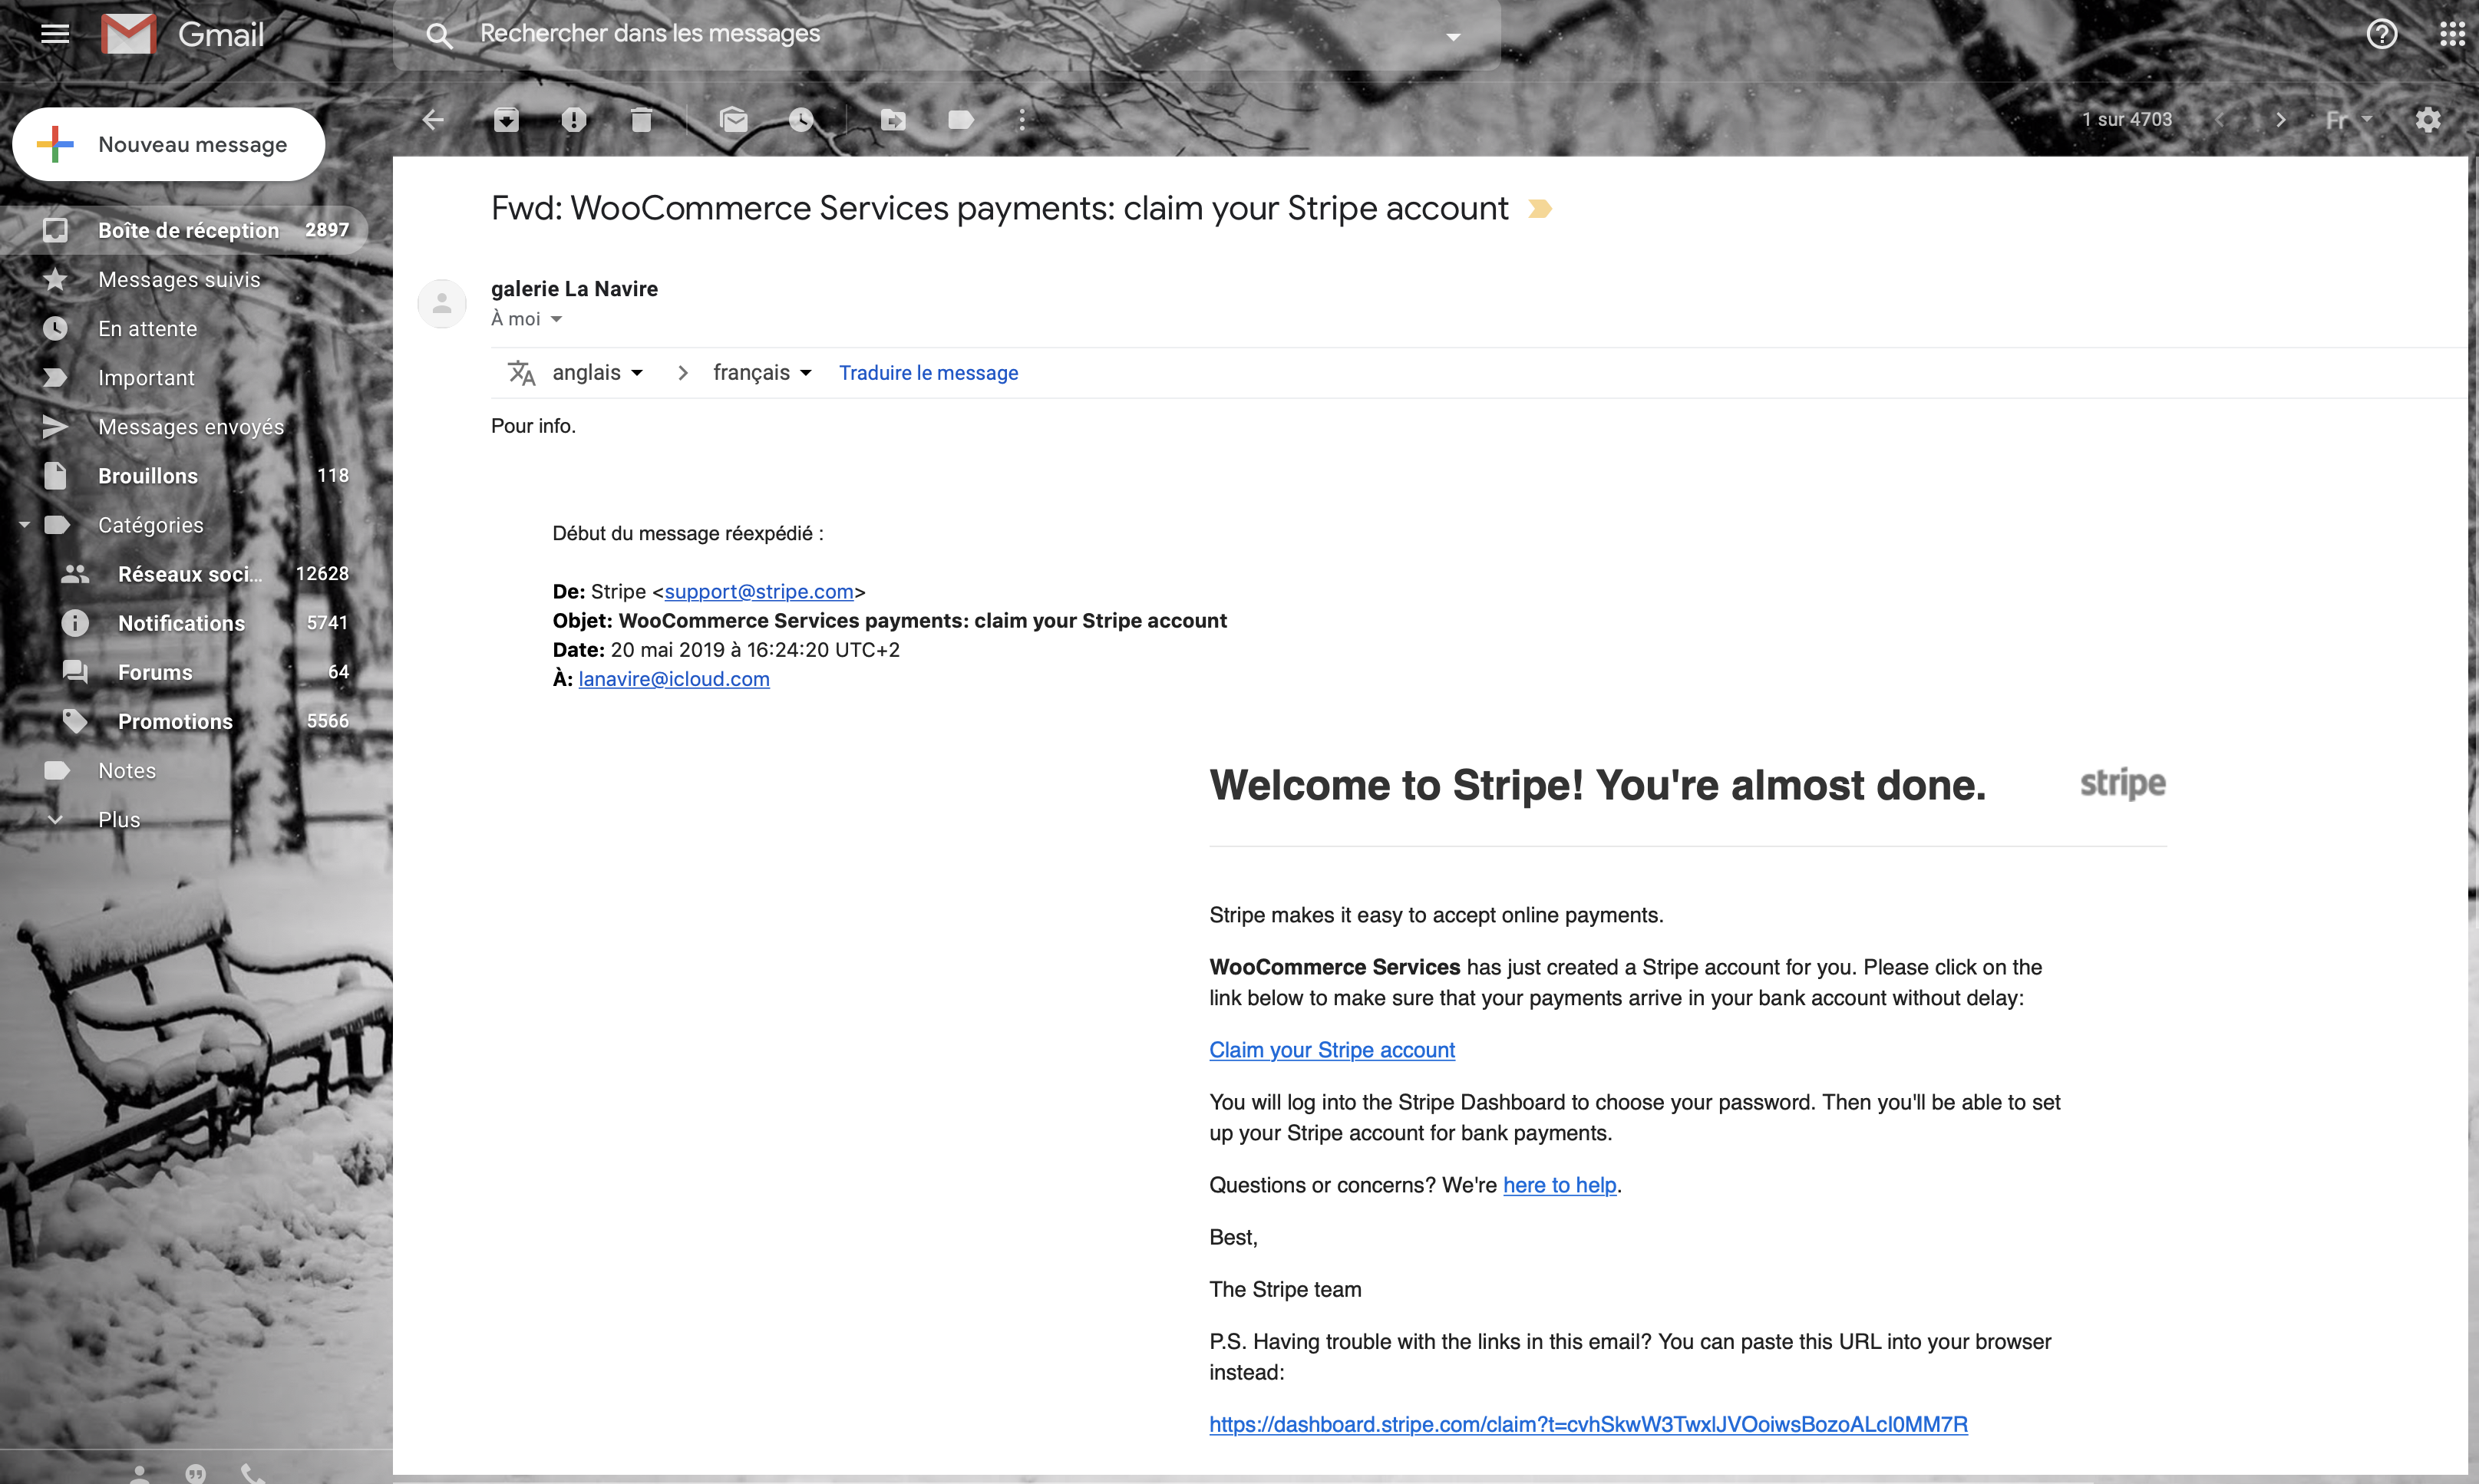 Gmail
Rechercher dans les messages
Nouveau message
1 sur 4703
Fr
Boîte de réception 2897
Messages suivis
En attente
Important
Messages envoyés
Brouillons 118
Catégories
Réseaux soci... 12628
Notifications 5741
Forums 64
Promotions 5566
Notes
Plus
Fwd: WooCommerce Services payments: claim your Stripe account
galerie La Navire
À moi
anglais > français Traduire le message
Pour info.
Début du message réexpédié :
De: Stripe <support@stripe.com>
Objet: WooCommerce Services payments: claim your Stripe account
Date: 20 mai 2019 à 16:24:20 UTC+2
À: lanavire@icloud.com
Welcome to Stripe! You're almost done.
stripe
Stripe makes it easy to accept online payments.
WooCommerce Services has just created a Stripe account for you. Please click on the
link below to make sure that your payments arrive in your bank account without delay:
Claim your Stripe account
You will log into the Stripe Dashboard to choose your password. Then you'll be able to set
up your Stripe account for bank payments.
Questions or concerns? We're here to help.
Best,
The Stripe team
P.S. Having trouble with the links in this email? You can paste this URL into your browser
instead:
https://dashboard.stripe.com/claim?t=cvhSkwW3TwxlJVOoiwsBozoALcI0MM7R